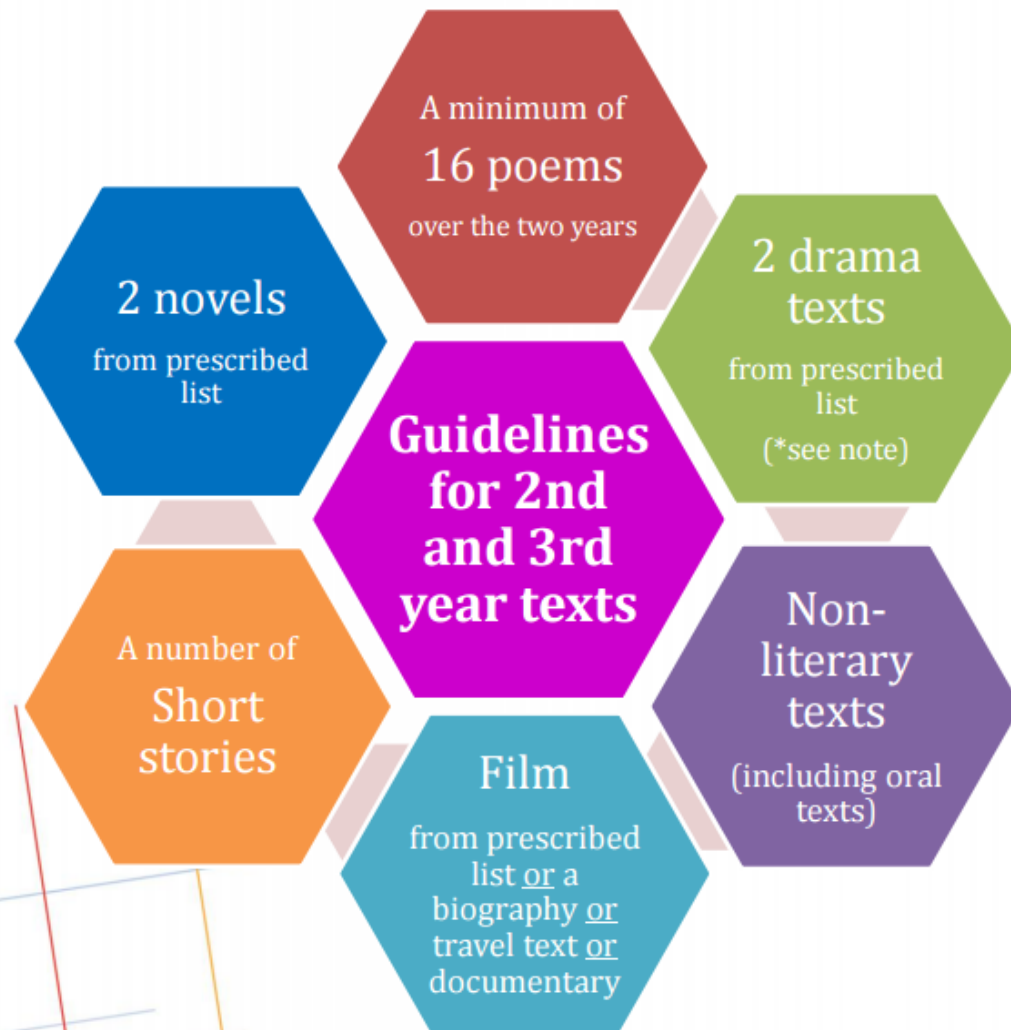 A minimum of
16 poems
over the two years
2 drama
texts
from prescribed
list
(*see note)
Non-
literary
texts
(including oral
texts)
Film
from prescribed
list or a
biography or
travel text or
documentary
A number of
Short
stories
2 novels
from prescribed
list
Guidelines
for 2nd
and 3rd
year texts